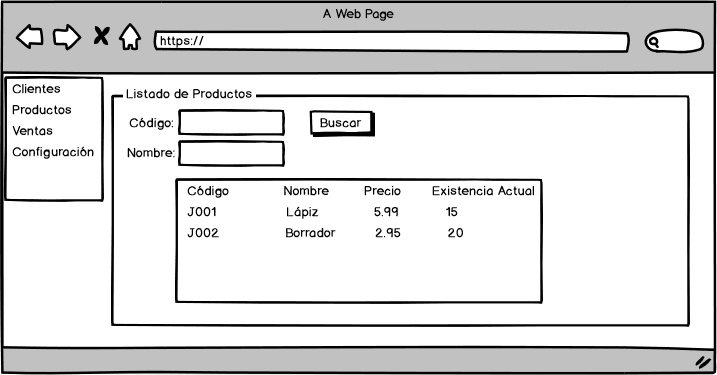 A Web Page
https://
Clientes
Productos
Ventas
Configuración
Listado de Productos
Código: Buscar
Nombre:
Código Nombre Precio Existencia Actual
J001 Lápiz 5.99 15
J002 Borrador 2.95 20